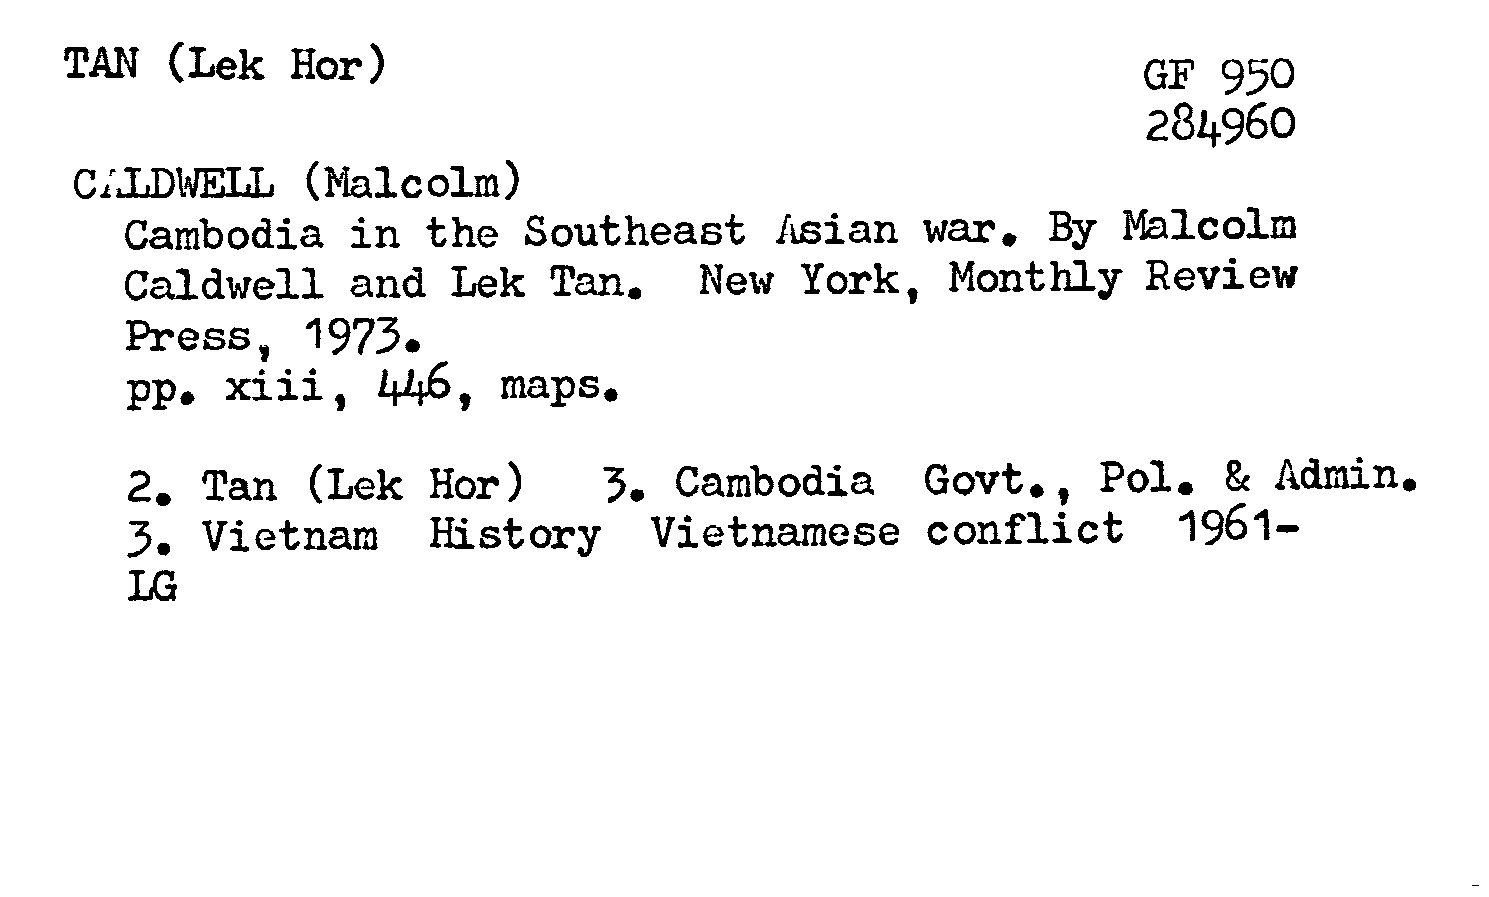 TAN (Lek Hor)
GF 950
284960
CALDWELL (Malcolm)
Cambodia in the Southeast Asian war. By Malcolm
Caldwell and Lek Tan. New York, Monthly Review
Press, 1973.
pp. xiii, 446, maps.
2. Tan (Lek Hor) 3. Cambodia Govt., Pol. & Admin.
3. Vietnam History Vietnamese conflict 1961-
LG